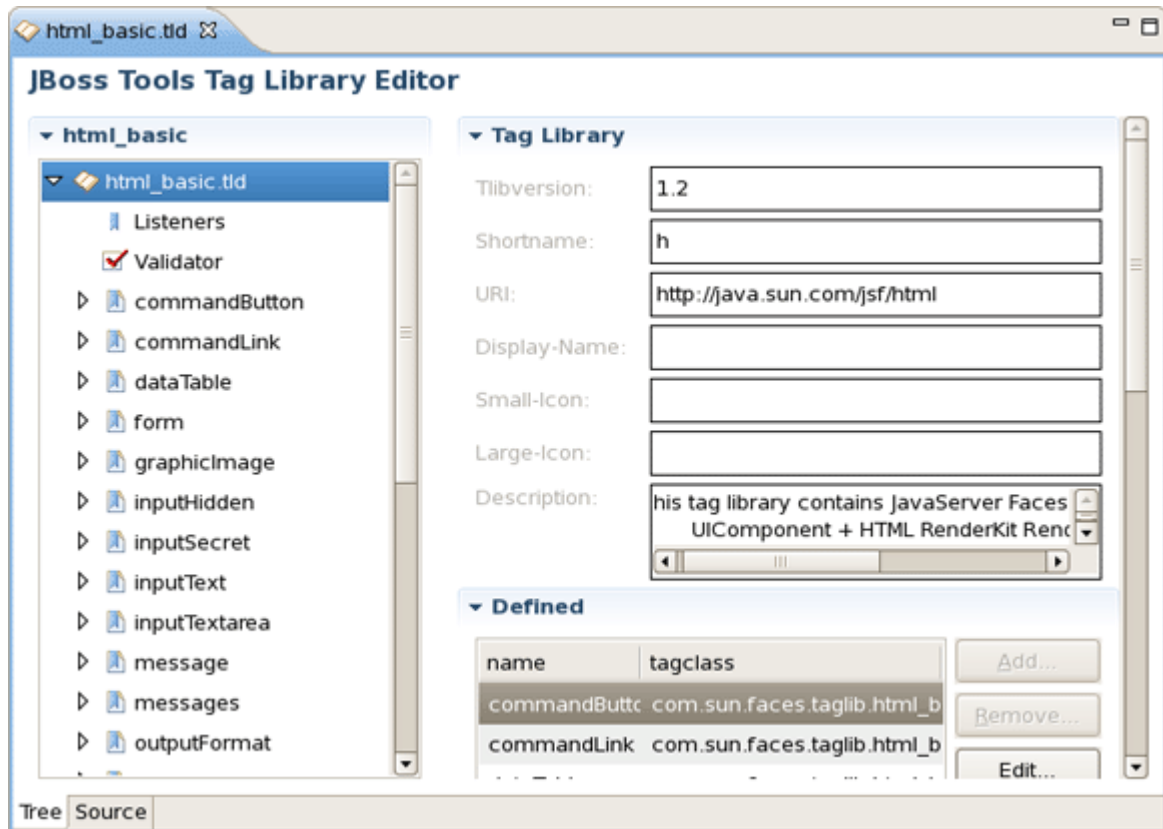 html_basic.tld
JBoss Tools Tag Library Editor
html_basic
html_basic.tld
Listeners
Validator
commandButton
commandLink
dataTable
form
graphicImage
inputHidden
inputSecret
inputText
inputTextarea
message
messages
outputFormat
Tag Library
Tlibversion: 1.2
Shortname: h
URI: http://java.sun.com/jsf/html
Display-Name:
Small-Icon:
Large-Icon:
Description: his tag library contains JavaServer Faces
UIComponent + HTML RenderKit Rend
Defined
name tagclass Add...
commandButto com.sun.faces.taglib.html_b Remove...
commandLink com.sun.faces.taglib.html_b Edit...
Tree Source